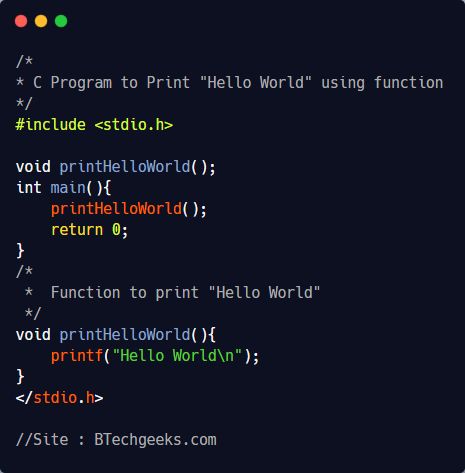 /*
* C Program to Print "Hello World" using function
*/
#include <stdio.h>

void printHelloWorld();
int main(){
    printHelloWorld();
    return 0;
}
/*
 *  Function to print "Hello World"
 */
void printHelloWorld(){
    printf("Hello World\n");
}
</stdio.h>

//Site : BTechgeeks.com